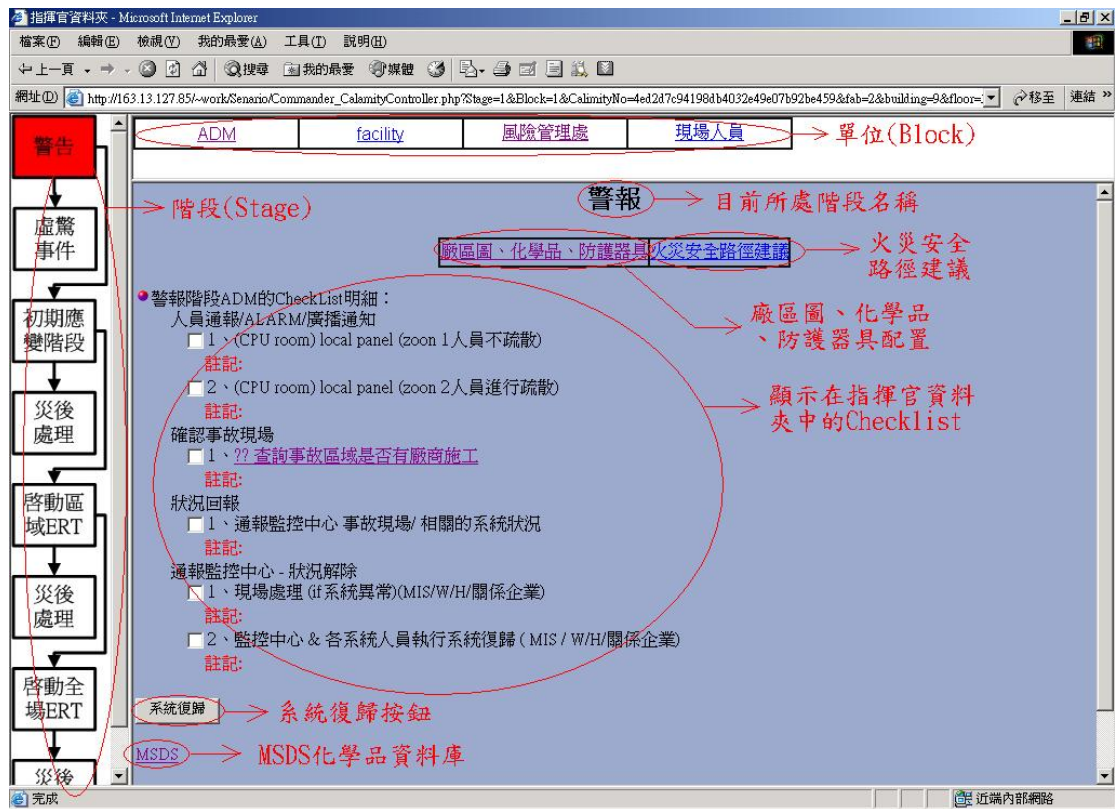 指揮官資料夾 - Microsoft Internet Explorer
檔案(F) 編輯(E) 檢視(V) 我的最愛(A) 工具(T) 說明(H)
上一頁 搜尋 我的最愛 媒體
網址(D) http://163.13.127.85/~work/Senario/Commander_CalamityController.php?Stage=1&Block=1&CalimityNo=4ed2d7c94198db4032e49e07b92be459&fab=2&building=9&floor= 移至 連結 »
警告
虛驚
事件
初期應
變階段
災後
處理
啟動區
域ERT
災後
處理
啟動全
場ERT
災後
ADM facility 風險管理處 現場人員 單位(Block)
階段(Stage)
警報 目前所處階段名稱
廠區圖、化學品、防護器具 火災安全路徑建議
火災安全
路徑建議
廠區圖、化學品
、防護器具配置
警報階段ADM的CheckList明細：
人員通報/ALARM/廣播通知
1、(CPU room) local panel (zoon 1人員不疏散)
註記:
2、(CPU room) local panel (zoon 2人員進行疏散)
註記:
顯示在指揮官資料
夾中的Checklist
確認事故現場
1、?? 查詢事故區域是否有廠商施工
註記:
狀況回報
1、通報監控中心 事故現場/ 相關的系統狀況
註記:
通報監控中心 - 狀況解除
1、現場處理 (if 系統異常)(MIS/W/H/關係企業)
註記:
2、監控中心 & 各系統人員執行系統復歸 ( MIS / W/H/關係企業)
註記:
系統復歸 系統復歸按鈕
MSDS MSDS化學品資料庫
完成 近端內部網路